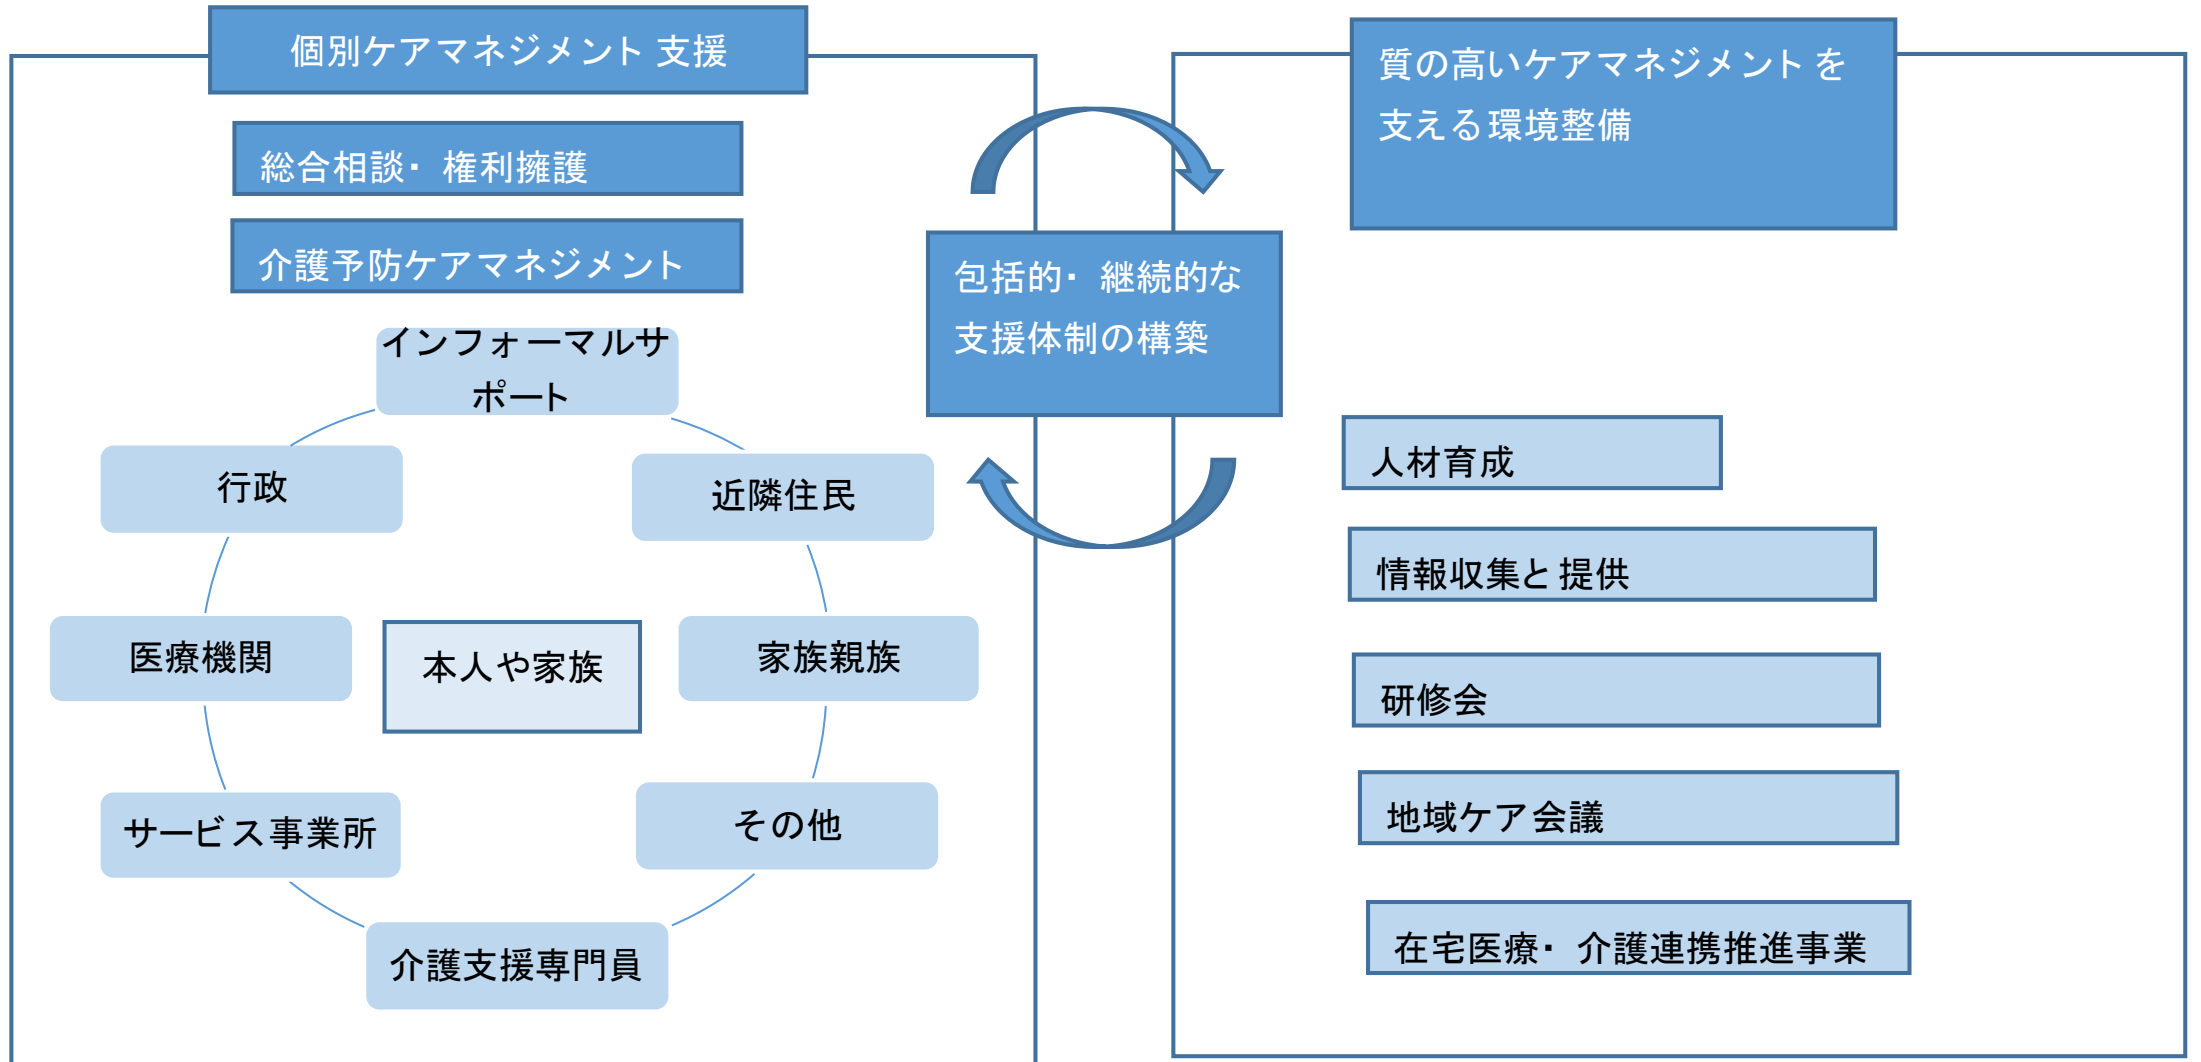 個別ケアマネジメント支援
総合相談・権利擁護
介護予防ケアマネジメント
インフォーマルサ
ポート
行政
近隣住民
医療機関
本人や家族
家族親族
サービス事業所
その他
介護支援専門員
包括的・継続的な
支援体制の構築
質の高いケアマネジメントを
支える環境整備
人材育成
情報収集と提供
研修会
地域ケア会議
在宅医療・介護連携推進事業